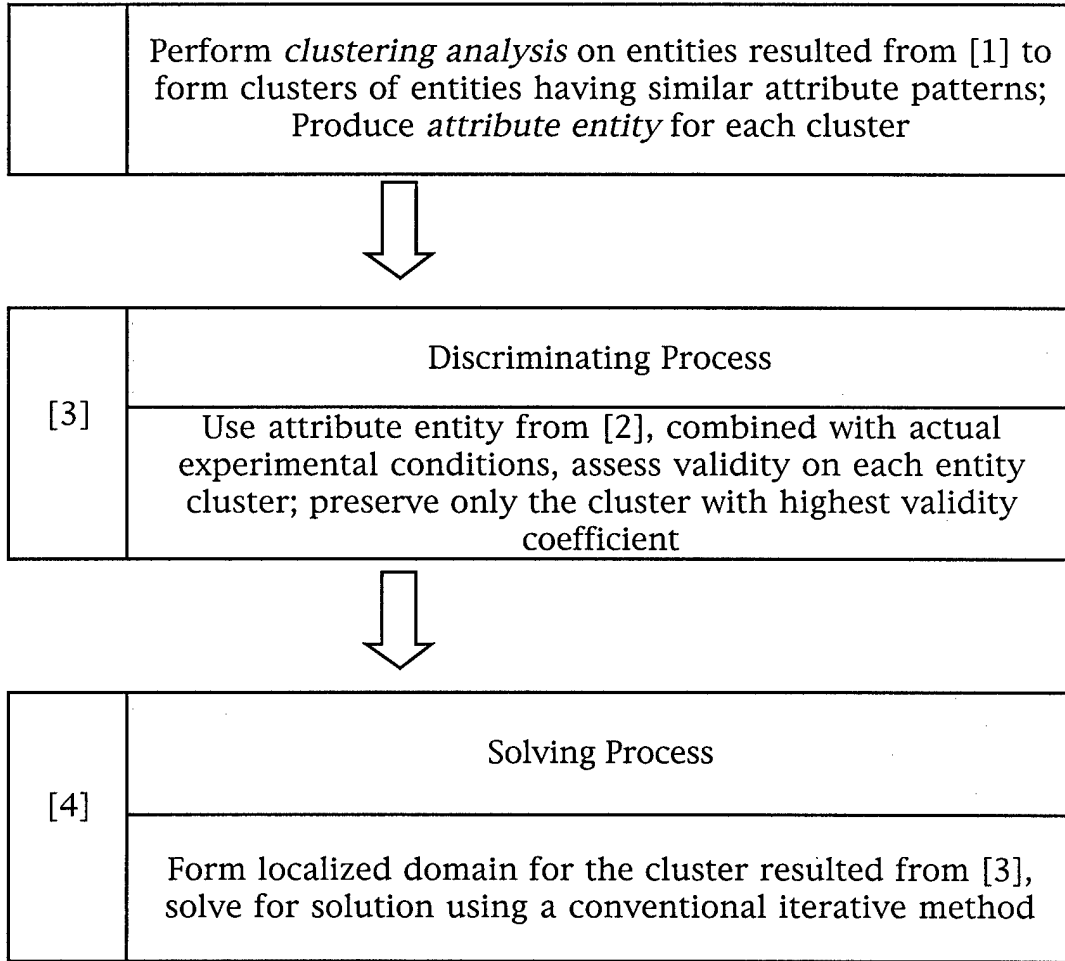 Perform clustering analysis on entities resulted from [1] to
form clusters of entities having similar attribute patterns;
Produce attribute entity for each cluster
[3]
Discriminating Process
Use attribute entity from [2], combined with actual
experimental conditions, assess validity on each entity
cluster; preserve only the cluster with highest validity
coefficient
[4]
Solving Process
Form localized domain for the cluster resulted from [3],
solve for solution using a conventional iterative method